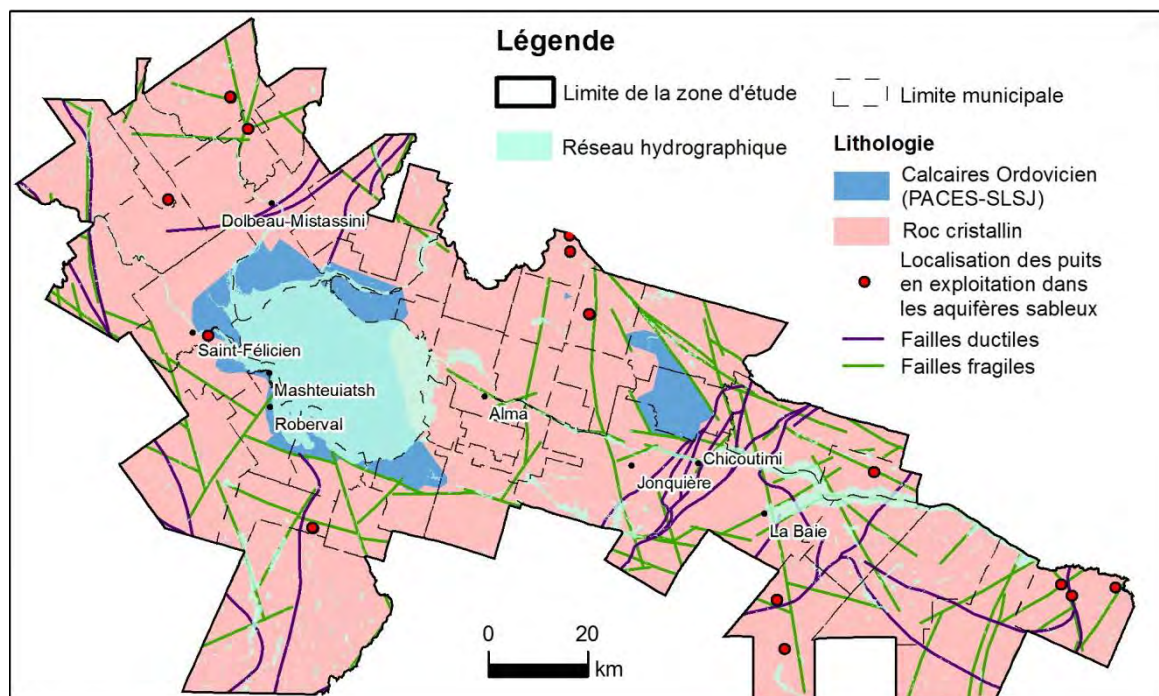 Légende
Limite de la zone d'étude
Limite municipale
Réseau hydrographique
Lithologie
Calcaires Ordovicien
(PACES-SLSJ)
Roc cristallin
Localisation des puits
en exploitation dans
les aquifères sableux
Failles ductiles
Failles fragiles
Dolbeau-Mistassini
Saint-Félicien
Mashteuiatsh
Roberval
Alma
Chicoutimi
Jonquière
La Baie
0 20
km